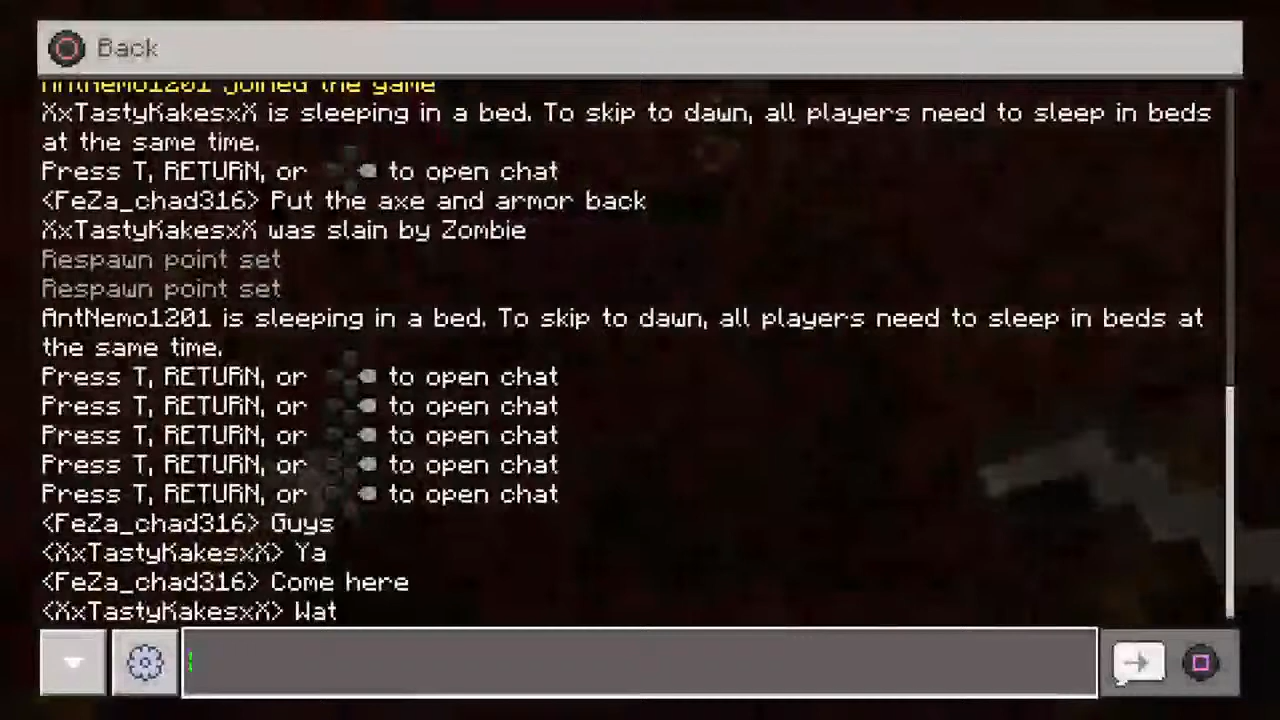 Back
AntNemo1201 joined the game
XxTastyKakesxX is sleeping in a bed. To skip to dawn, all players need to sleep in beds
at the same time.
Press T, RETURN, or to open chat
<FeZa_chad316> Put the axe and armor back
XxTastyKakesxX was slain by Zombie
Respawn point set
Respawn point set
AntNemo1201 is sleeping in a bed. To skip to dawn, all players need to sleep in beds at
the same time.
Press T, RETURN, or to open chat
Press T, RETURN, or to open chat
Press T, RETURN, or to open chat
Press T, RETURN, or to open chat
Press T, RETURN, or to open chat
<FeZa_chad316> Guys
<XxTastyKakesxX> Ya
<FeZa_chad316> Come here
<XxTastyKakesxX> Wat